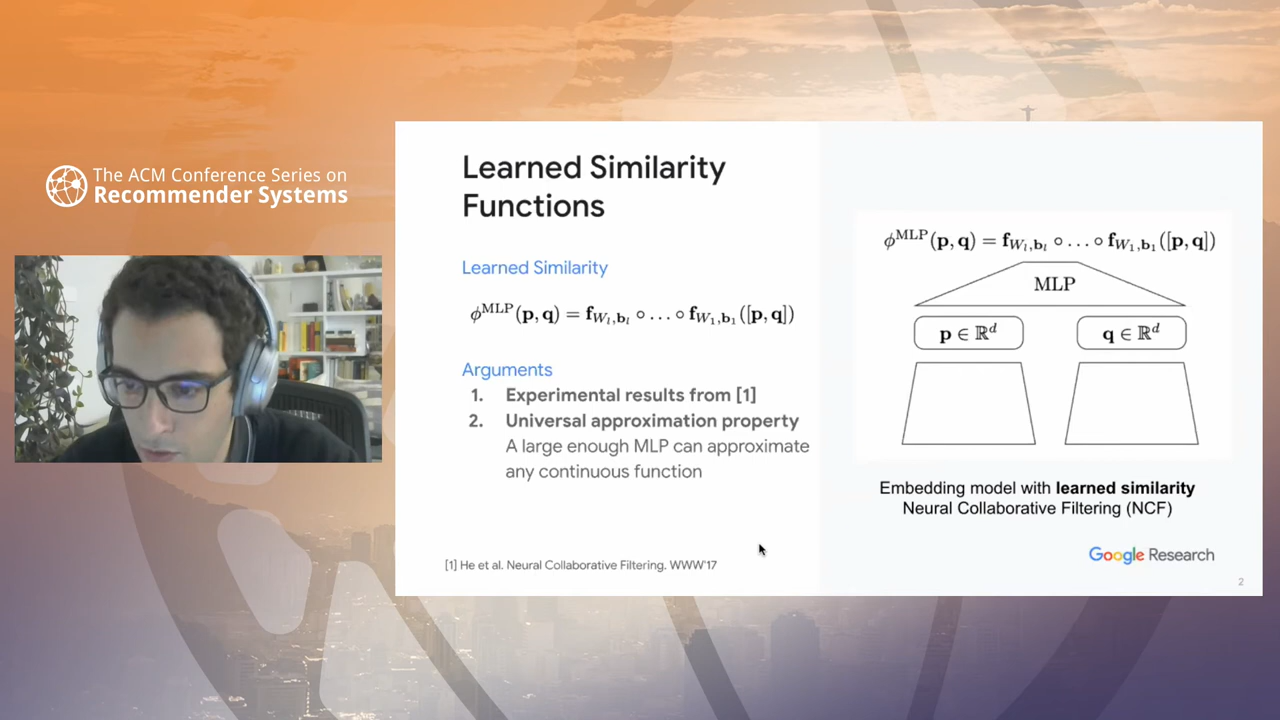 The ACM Conference Series on
Recommender Systems
Learned Similarity
Functions
Learned Similarity
ϕ^MLP(p, q) = f_{W_l,b_l} ∘ … ∘ f_{W_1,b_1}([p, q])
Arguments
1. Experimental results from [1]
2. Universal approximation property
A large enough MLP can approximate
any continuous function
[1] He et al. Neural Collaborative Filtering. WWW'17
ϕ^MLP(p, q) = f_{W_l,b_l} ∘ … ∘ f_{W_1,b_1}([p, q])
MLP
p ∈ ℝ^d
q ∈ ℝ^d
Embedding model with learned similarity
Neural Collaborative Filtering (NCF)
Google Research
2